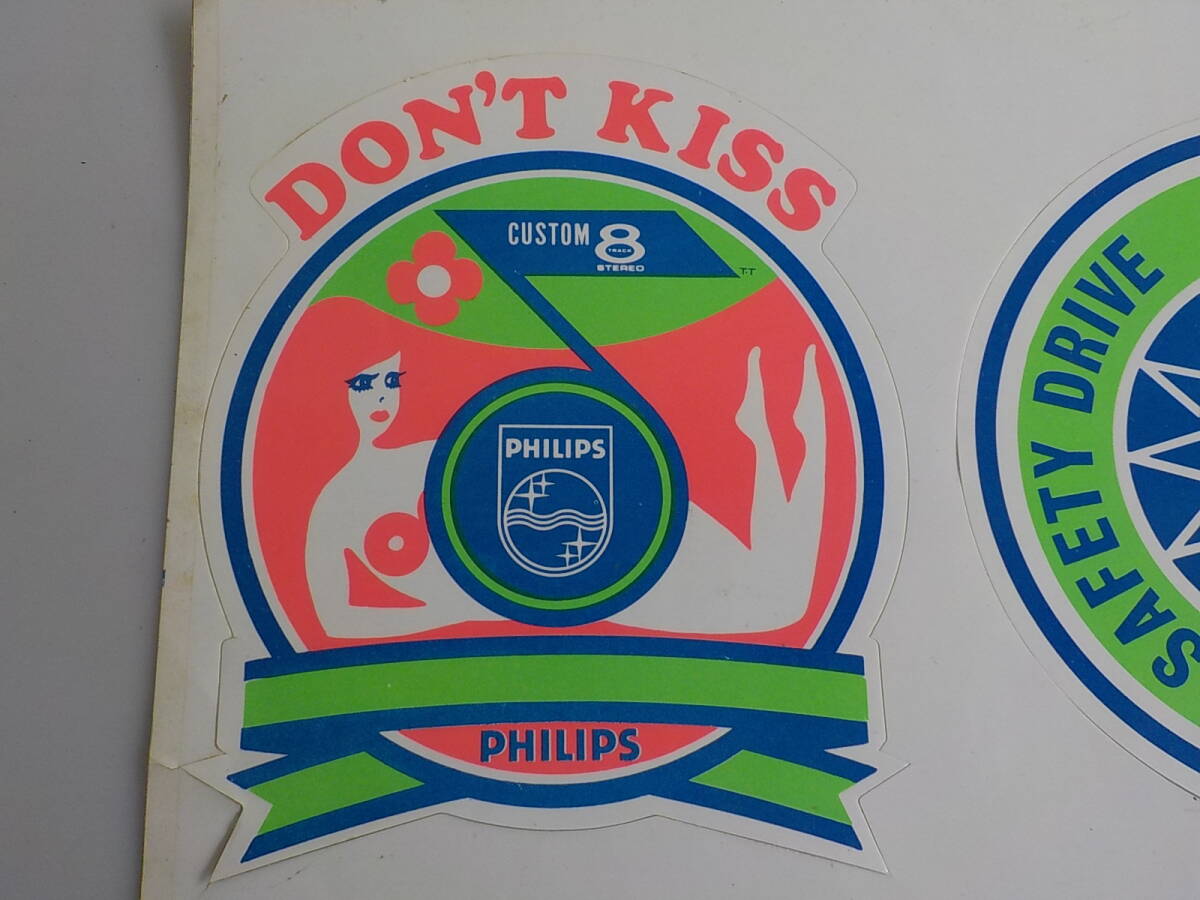 DON'T KISS
CUSTOM 8
TRACK
STEREO
T·T
PHILIPS
PHILIPS
SAFETY DRIVE